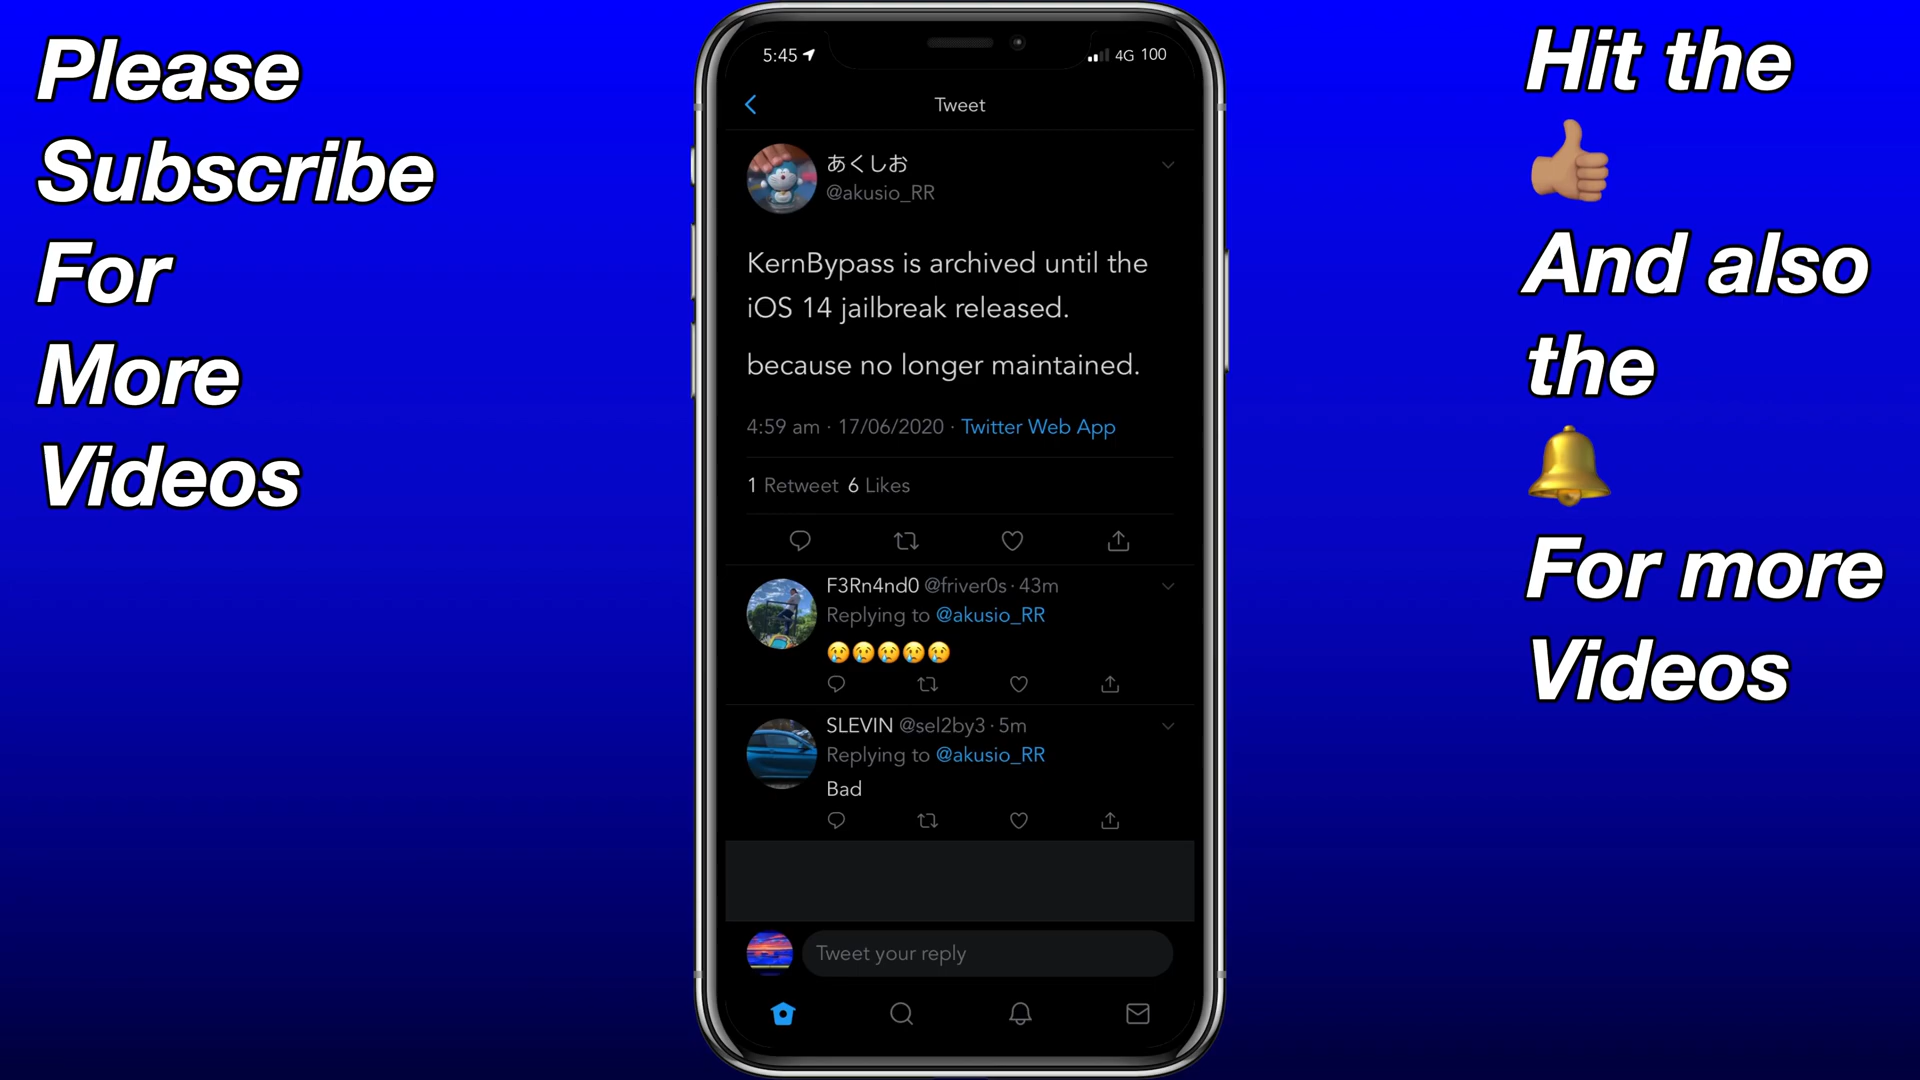 Please
Subscribe
For
More
Videos
5:45
4G 100
Tweet
あくしお
@akusio_RR
KernBypass is archived until the
iOS 14 jailbreak released.
because no longer maintained.
4:59 am · 17/06/2020 · Twitter Web App
1 Retweet 6 Likes
F3Rn4nd0 @friver0s · 43m
Replying to @akusio_RR
😢😢😢😢😢
SLEVIN @sel2by3 · 5m
Replying to @akusio_RR
Bad
Tweet your reply
Hit the
👍🏽
And also
the
🔔
For more
Videos